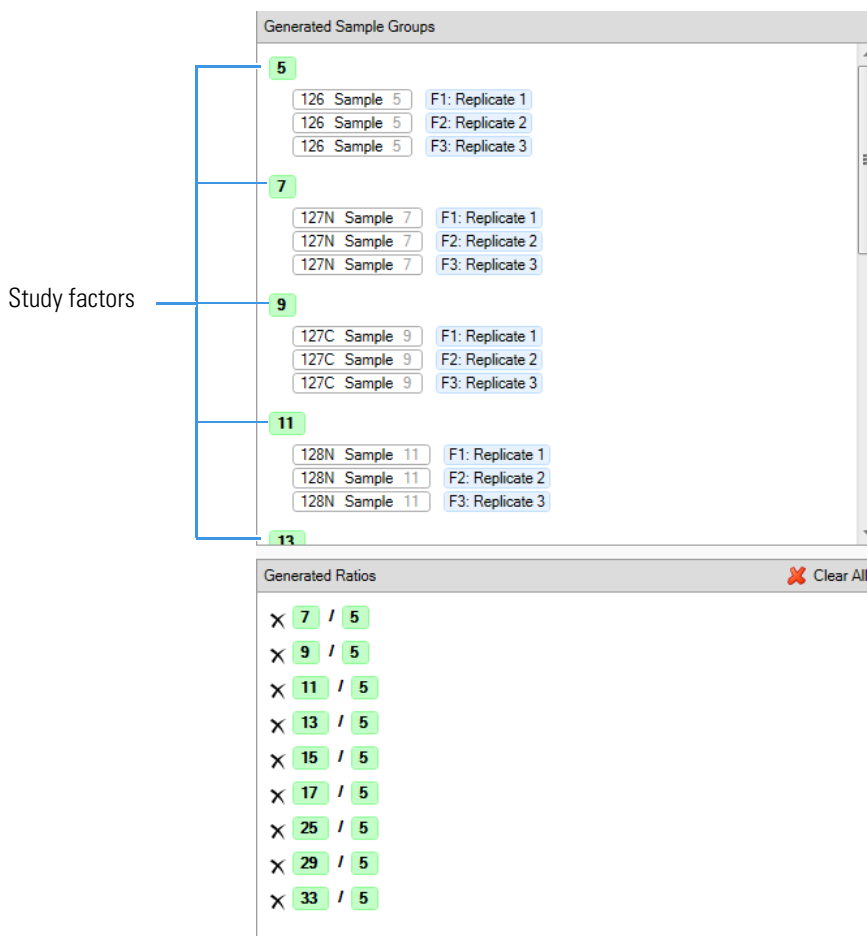 Generated Sample Groups
5
126 Sample 5 F1: Replicate 1
126 Sample 5 F2: Replicate 2
126 Sample 5 F3: Replicate 3
7
127N Sample 7 F1: Replicate 1
127N Sample 7 F2: Replicate 2
127N Sample 7 F3: Replicate 3
Study factors
9
127C Sample 9 F1: Replicate 1
127C Sample 9 F2: Replicate 2
127C Sample 9 F3: Replicate 3
11
128N Sample 11 F1: Replicate 1
128N Sample 11 F2: Replicate 2
128N Sample 11 F3: Replicate 3
13
Generated Ratios Clear All
7 / 5
9 / 5
11 / 5
13 / 5
15 / 5
17 / 5
25 / 5
29 / 5
33 / 5